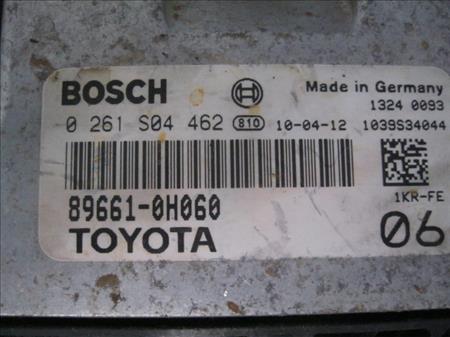 BOSCH Made in Germany
1324 0093
0 261 S04 462 810 10-04-12 1039S34044
1KR-FE
89661-0H060
TOYOTA 06